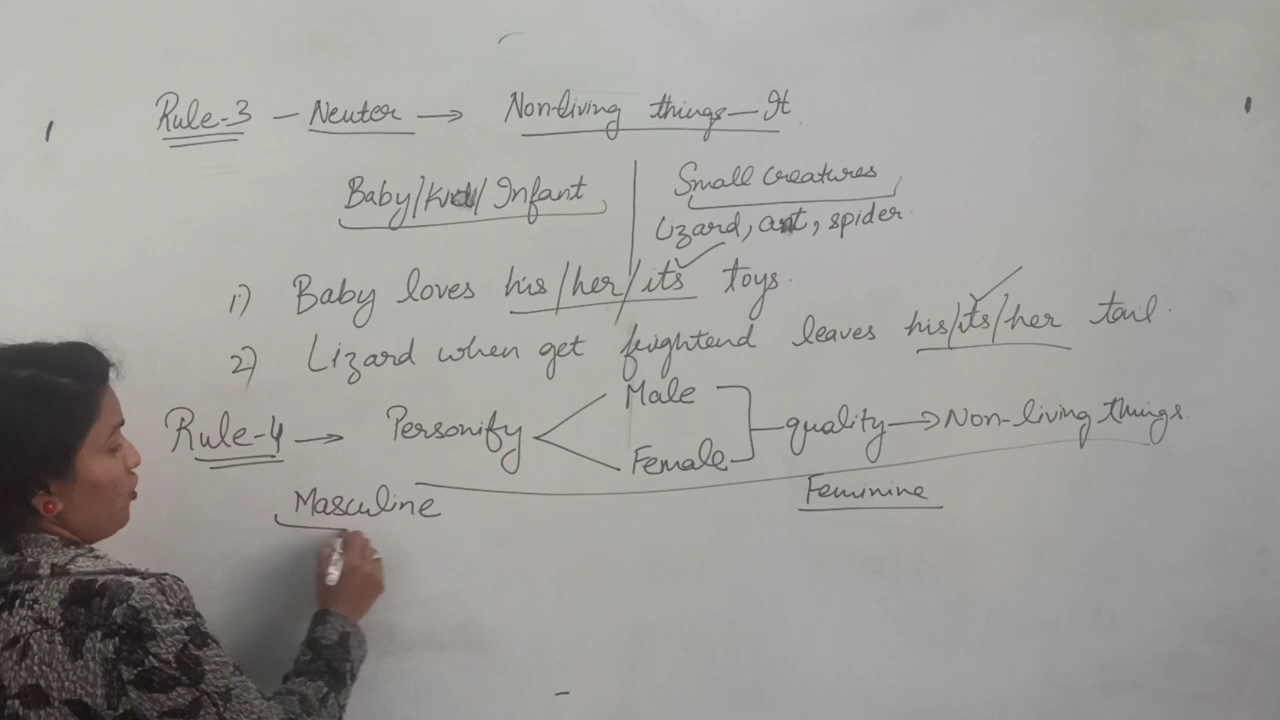 Rule-3 - Neuter → Non-living things - It
Baby/Kid/Infant
Small creatures
Lizard, ant, spider
1) Baby loves his/her/its toys.
2) Lizard when get frightend leaves his/its/her tail.
Rule-4 → Personify
Male
Female
quality → Non-living things.
Masculine
Feminine